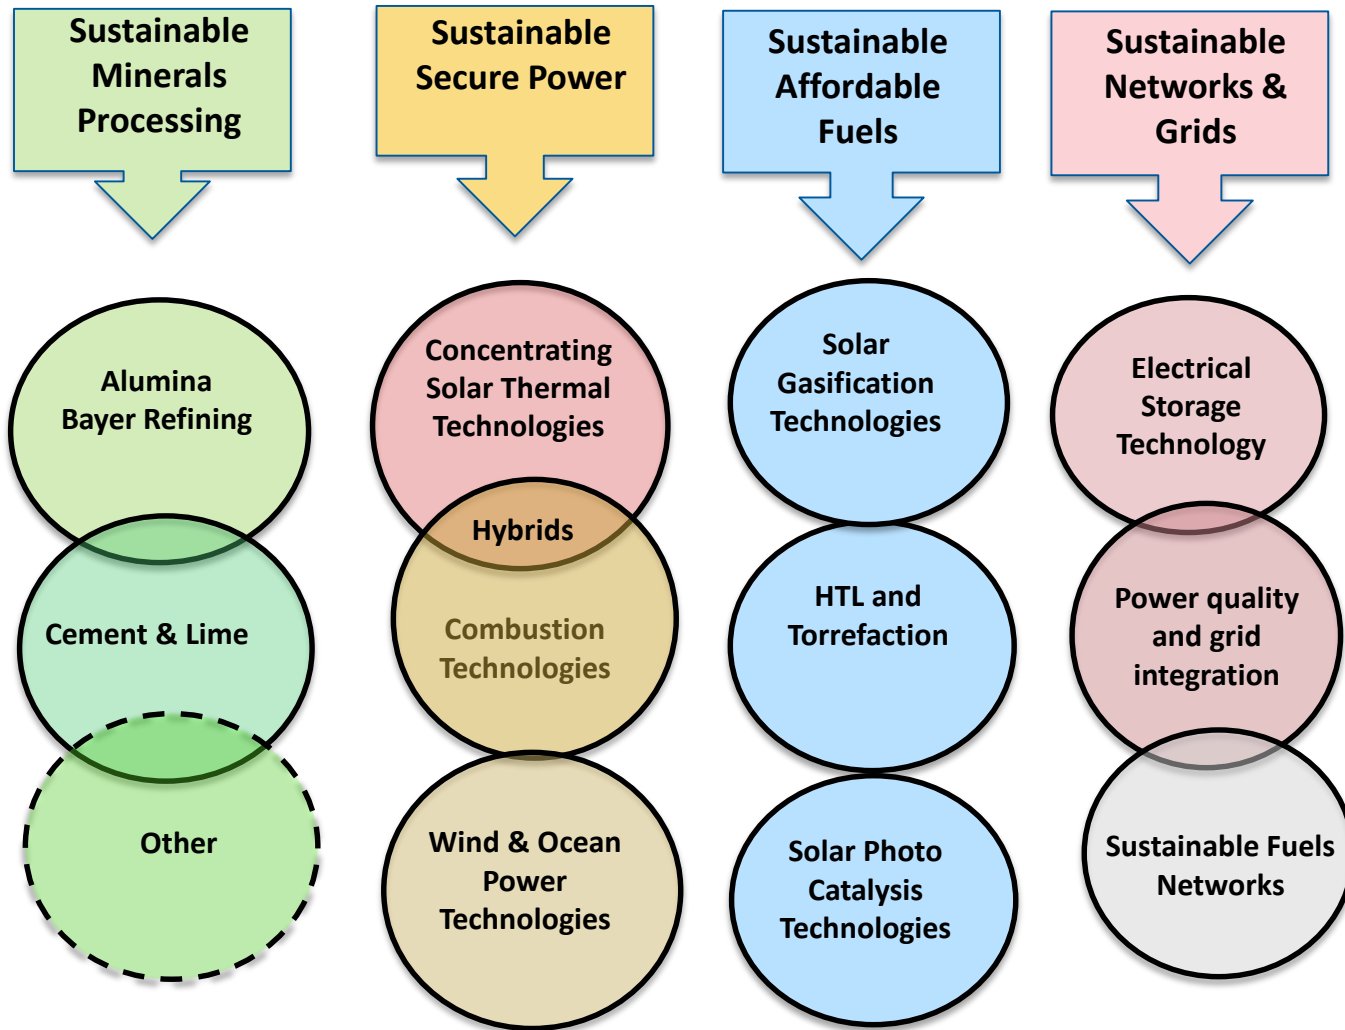 Sustainable
Minerals
Processing
Sustainable
Secure Power
Sustainable
Affordable
Fuels
Sustainable
Networks &
Grids
Alumina
Bayer Refining
Cement & Lime
Other
Concentrating
Solar Thermal
Technologies
Hybrids
Combustion
Technologies
Wind & Ocean
Power
Technologies
Solar
Gasification
Technologies
HTL and
Torrefaction
Solar Photo
Catalysis
Technologies
Electrical
Storage
Technology
Power quality
and grid
integration
Sustainable Fuels
Networks